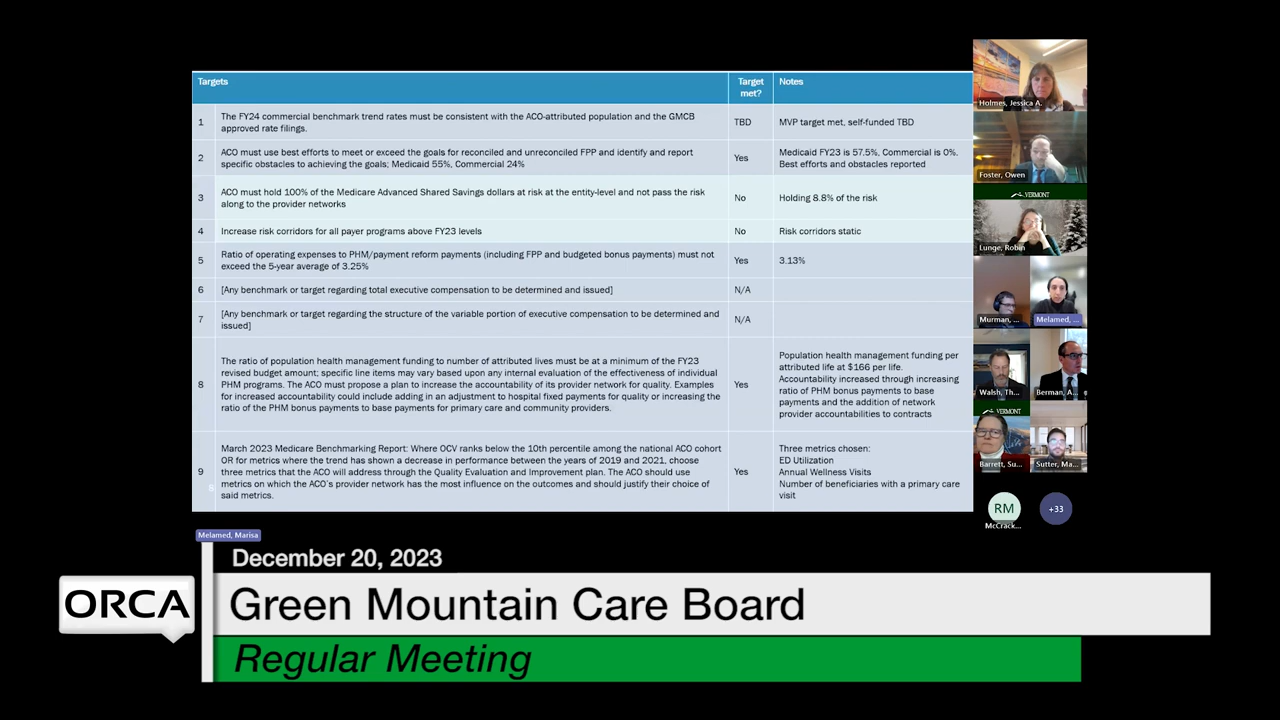 Targets
Target
met?
Notes
1
The FY24 commercial benchmark trend rates must be consistent with the ACO-attributed population and the GMCB
approved rate filings.
TBD
MVP target met, self-funded TBD
2
ACO must use best efforts to meet or exceed the goals for reconciled and unreconciled FPP and identify and report
specific obstacles to achieving the goals; Medicaid 55%, Commercial 24%
Yes
Medicaid FY23 is 57.5%, Commercial is 0%.
Best efforts and obstacles reported
3
ACO must hold 100% of the Medicare Advanced Shared Savings dollars at risk at the entity-level and not pass the risk
along to the provider networks
No
Holding 8.8% of the risk
4
Increase risk corridors for all payer programs above FY23 levels
No
Risk corridors static
5
Ratio of operating expenses to PHM/payment reform payments (including FPP and budgeted bonus payments) must not
exceed the 5-year average of 3.25%
Yes
3.13%
6
[Any benchmark or target regarding total executive compensation to be determined and issued]
N/A
7
[Any benchmark or target regarding the structure of the variable portion of executive compensation to be determined and
issued]
N/A
8
The ratio of population health management funding to number of attributed lives must be at a minimum of the FY23
revised budget amount; specific line items may vary based upon any internal evaluation of the effectiveness of individual
PHM programs. The ACO must propose a plan to increase the accountability of its provider network for quality. Examples
for increased accountability could include adding in an adjustment to hospital fixed payments for quality or increasing the
ratio of the PHM bonus payments to base payments for primary care and community providers.
Yes
Population health management funding per
attributed life at $166 per life.
Accountability increased through increasing
ratio of PHM bonus payments to base
payments and the addition of network
provider accountabilities to contracts
9
March 2023 Medicare Benchmarking Report: Where OCV ranks below the 10th percentile among the national ACO cohort
OR for metrics where the trend has shown a decrease in performance between the years of 2019 and 2021, choose
three metrics that the ACO will address through the Quality Evaluation and Improvement plan. The ACO should use
metrics on which the ACO's provider network has the most influence on the outcomes and should justify their choice of
said metrics.
Yes
Three metrics chosen:
ED Utilization
Annual Wellness Visits
Number of beneficiaries with a primary care
visit
Holmes, Jessica A.
Foster, Owen
VERMONT
Lunge, Robin
Murman, ...
Melamed, ...
Walsh, Th...
Berman, A...
VERMONT
Barrett, Su...
Sutter, Ma...
RM
McCrack...
+33
Melamed, Marisa
December 20, 2023
ORCA
Green Mountain Care Board
Regular Meeting